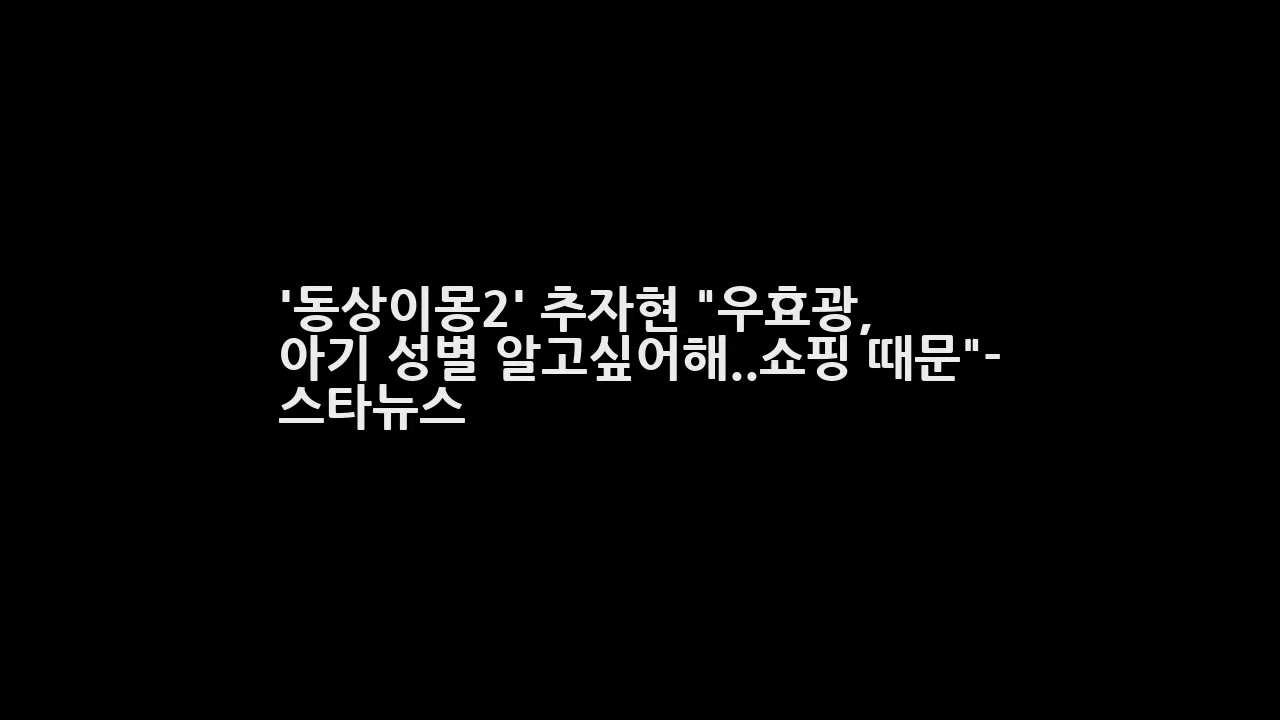 '동상이몽2' 추자현 "우효광,
아기 성별 알고싶어해..쇼핑 때문"-
스타뉴스